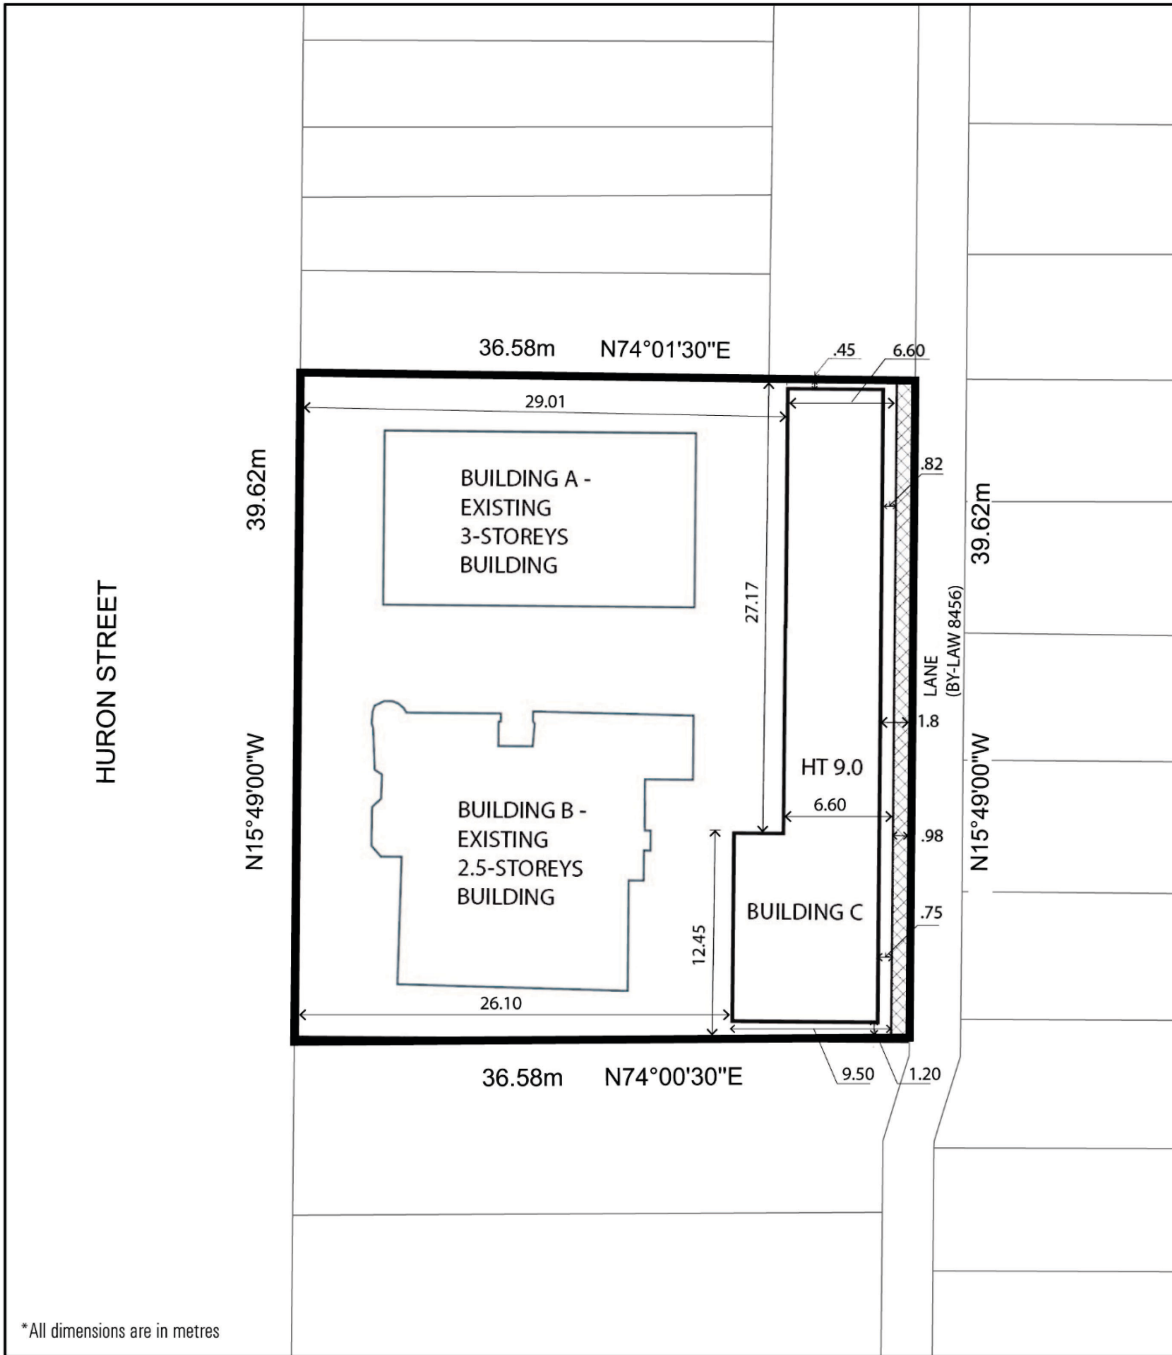 36.58m N74°01'30"E
.45
6.60
29.01
.82
39.62m
BUILDING A -
EXISTING
3-STOREYS
BUILDING
39.62m
27.17
HURON STREET
LANE
(BY-LAW 8456)
1.8
N15°49'00"W
HT 9.0
N15°49'00"W
6.60
.98
BUILDING B -
EXISTING
2.5-STOREYS
BUILDING
BUILDING C
.75
12.45
26.10
36.58m N74°00'30"E
9.50
1.20
*All dimensions are in metres